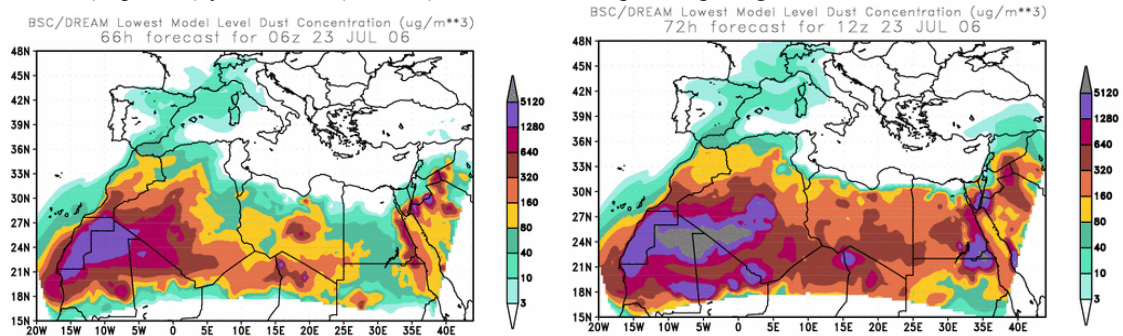 BSC/DREAM Lowest Model Level Dust Concentration (ug/m**3)
66h forecast for 06z 23 JUL 06
48N
45N
42N
39N
36N
33N
30N
27N
24N
21N
18N
15N
20W 15W 10W 5W 0 5E 10E 15E 20E 25E 30E 35E 40E
5120
1280
640
320
160
80
40
10
3
BSC/DREAM Lowest Model Level Dust Concentration (ug/m**3)
72h forecast for 12z 23 JUL 06
48N
45N
42N
39N
36N
33N
30N
27N
24N
21N
18N
15N
20W 15W 10W 5W 0 5E 10E 15E 20E 25E 30E 35E 40E
5120
1280
640
320
160
80
40
10
3